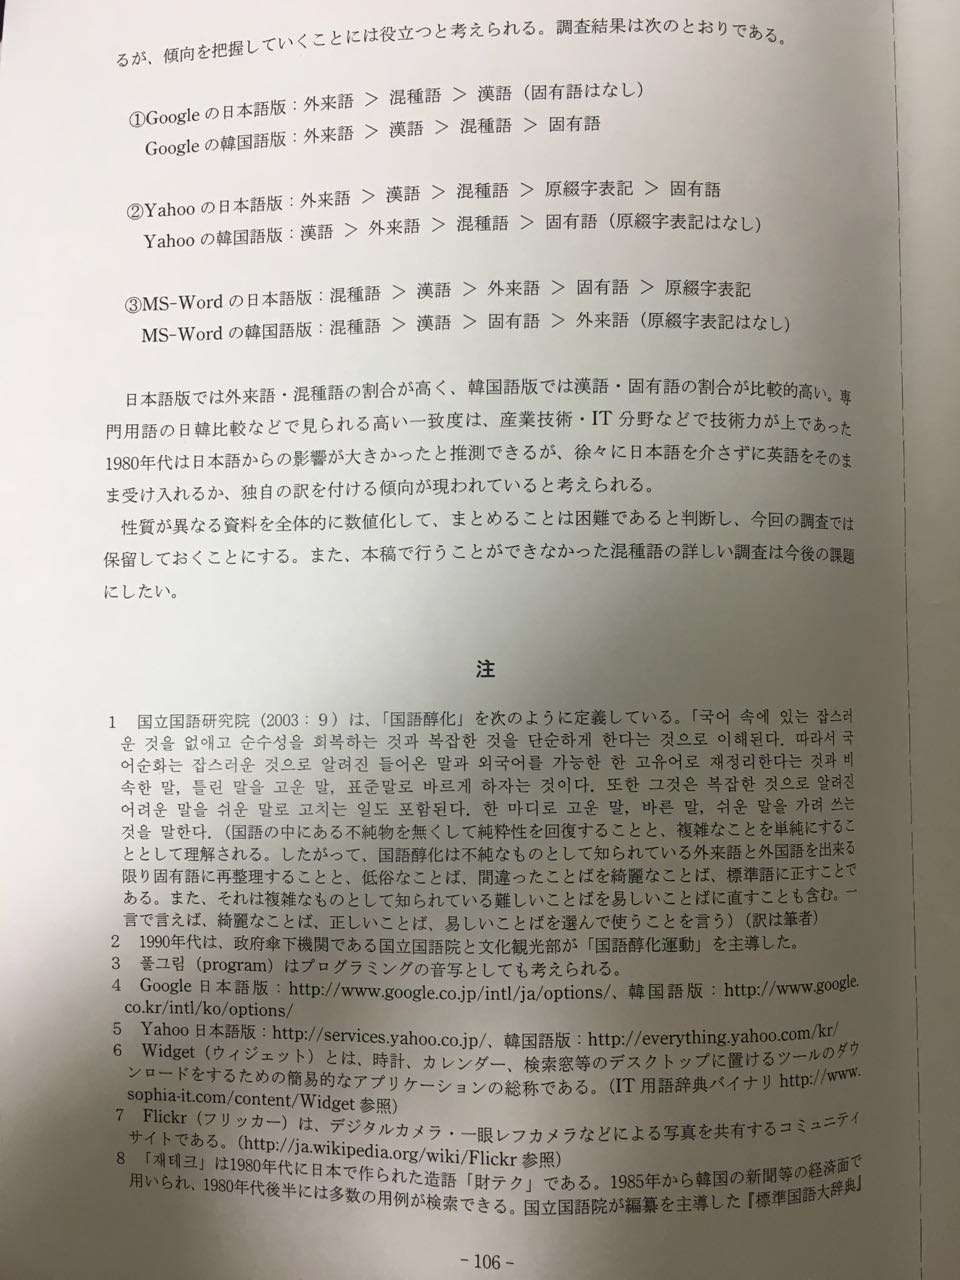 るが、傾向を把握していくことには役立つと考えられる。調査結果は次のとおりである。
①Googleの日本語版：外来語 ＞ 混種語 ＞ 漢語（固有語はなし）
Googleの韓国語版：外来語 ＞ 漢語 ＞ 混種語 ＞ 固有語
②Yahooの日本語版：外来語 ＞ 漢語 ＞ 混種語 ＞ 原綴字表記 ＞ 固有語
Yahooの韓国語版：漢語 ＞ 外来語 ＞ 混種語 ＞ 固有語（原綴字表記はなし）
③MS-Wordの日本語版：混種語 ＞ 漢語 ＞ 外来語 ＞ 固有語 ＞ 原綴字表記
MS-Wordの韓国語版：混種語 ＞ 漢語 ＞ 固有語 ＞ 外来語（原綴字表記はなし）
日本語版では外来語・混種語の割合が高く、韓国語版では漢語・固有語の割合が比較的高い。専
門用語の日韓比較などで見られる高い一致度は、産業技術・IT 分野などで技術力が上であった
1980年代は日本語からの影響が大きかったと推測できるが、徐々に日本語を介さずに英語をそのま
ま受け入れるか、独自の訳を付ける傾向が現われていると考えられる。
性質が異なる資料を全体的に数値化して、まとめることは困難であると判断し、今回の調査では
保留しておくことにする。また、本稿で行うことができなかった混種語の詳しい調査は今後の課題
にしたい。
注
1 国立国語研究院（2003：9）は、「国語醇化」を次のように定義している。「국어 속에 있는 잡스러
운 것을 없애고 순수성을 회복하는 것과 복잡한 것을 단순하게 한다는 것으로 이해된다. 따라서 국
어순화는 잡스러운 것으로 알려진 들어온 말과 외국어를 가능한 한 고유어로 재정리한다는 것과 비
속한 말, 틀린 말을 고운 말, 표준말로 바르게 하자는 것이다. 또한 그것은 복잡한 것으로 알려진
어려운 말을 쉬운 말로 고치는 일도 포함된다. 한 마디로 고운 말, 바른 말, 쉬운 말을 가려 쓰는
것을 말한다.（国語の中にある不純物を無くして純粋性を回復することと、複雑なことを単純にするこ
ととして理解される。したがって、国語醇化は不純なものとして知られている外来語と外国語を出来る
限り固有語に再整理することと、低俗なことば、間違ったことばを綺麗なことば、標準語に正すことで
ある。また、それは複雑なものとして知られている難しいことばを易しいことばに直すことも含む。一
言で言えば、綺麗なことば、正しいことば、易しいことばを選んで使うことを言う）（訳は筆者）
2 1990年代は、政府傘下機関である国立国語院と文化観光部が「国語醇化運動」を主導した。
3 풀그림（program）はプログラミングの音写としても考えられる。
4 Google 日本語版：http://www.google.co.jp/intl/ja/options/、韓国語版：http://www.google.
co.kr/intl/ko/options/
5 Yahoo 日本語版：http://services.yahoo.co.jp/、韓国語版：http://everything.yahoo.com/kr/
6 Widget（ウィジェット）とは、時計、カレンダー、検索窓等のデスクトップに置けるツールのダウ
ンロードをするための簡易的なアプリケーションの総称である。（IT 用語辞典バイナリ http://www.
sophia-it.com/content/Widget 参照）
7 Flickr（フリッカー）は、デジタルカメラ・一眼レフカメラなどによる写真を共有するコミュニティ
サイトである。（http://ja.wikipedia.org/wiki/Flickr 参照）
8 「재테크」は1980年代に日本で作られた造語「財テク」である。1985年から韓国の新聞等の経済面で
用いられ、1980年代後半には多数の用例が検索できる。国立国語院が編纂を主導した『標準国語大辞典』
- 106 -